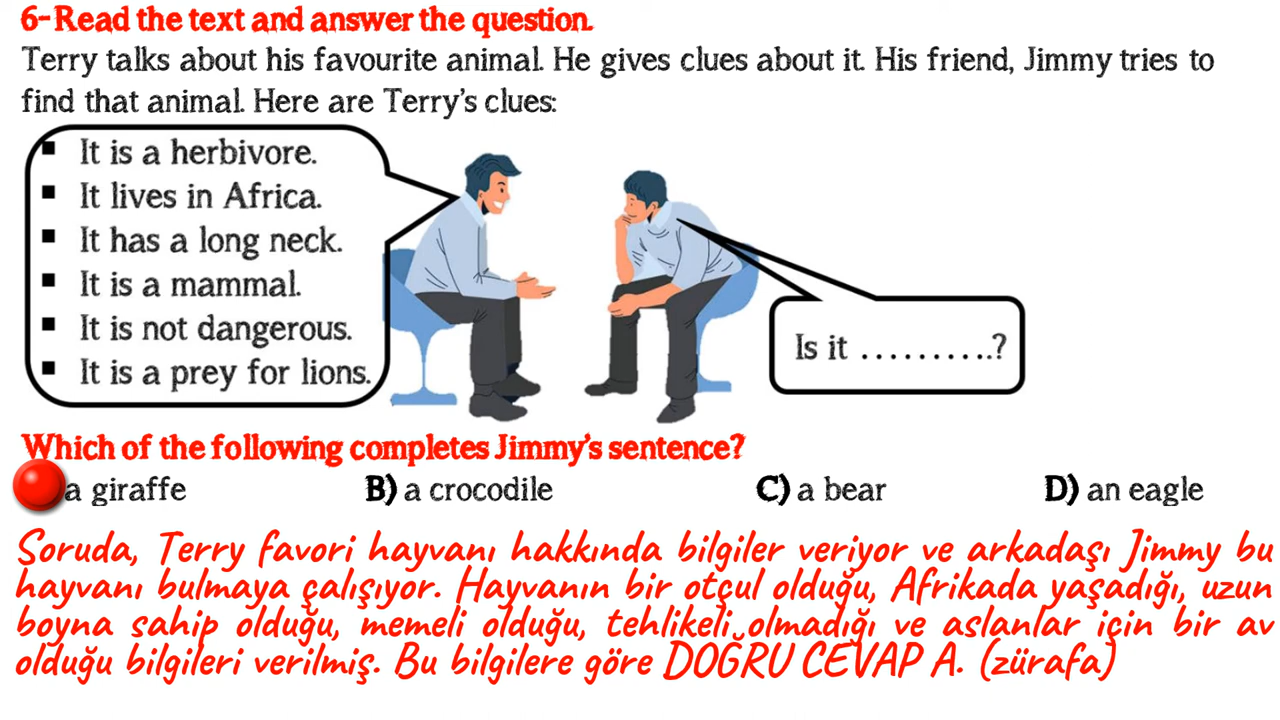 6-Read the text and answer the question.
Terry talks about his favourite animal. He gives clues about it. His friend, Jimmy tries to
find that animal. Here are Terry's clues:
▪ It is a herbivore.
▪ It lives in Africa.
▪ It has a long neck.
▪ It is a mammal.
▪ It is not dangerous.
▪ It is a prey for lions.
Is it ……….?
Which of the following completes Jimmy's sentence?
a giraffe B) a crocodile C) a bear D) an eagle
Soruda, Terry favori hayvanı hakkında bilgiler veriyor ve arkadaşı Jimmy bu
hayvanı bulmaya çalışıyor. Hayvanın bir otçul olduğu, Afrikada yaşadığı, uzun
boyna sahip olduğu, memeli olduğu, tehlikeli olmadığı ve aslanlar için bir av
olduğu bilgileri verilmiş. Bu bilgilere göre DOĞRU CEVAP A. (zürafa)